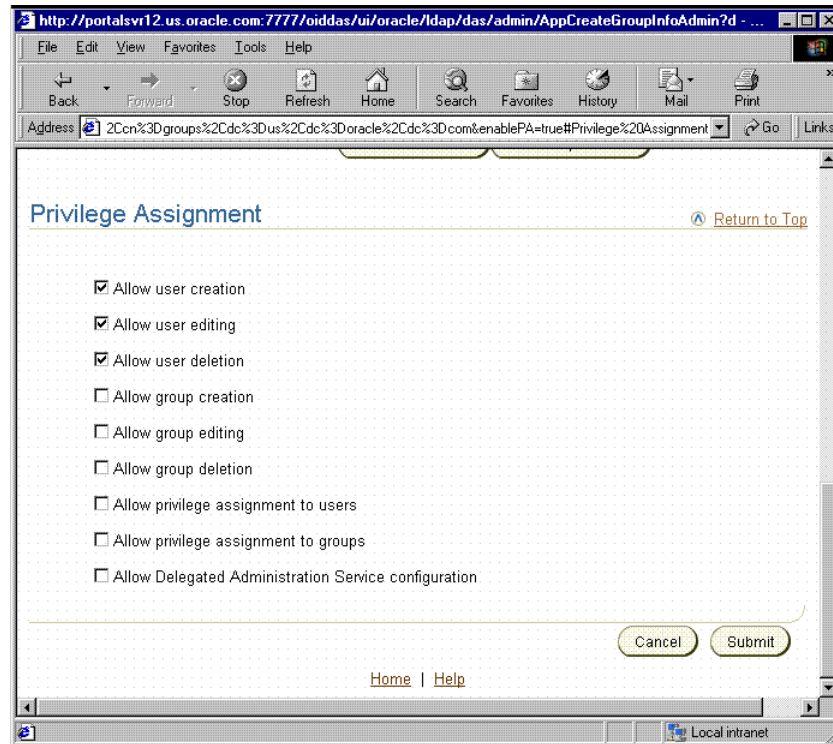 http://portalsvr12.us.oracle.com:7777/oiddas/ui/oracle/ldap/das/admin/AppCreateGroupInfoAdmin?d - ...
File Edit View Favorites Tools Help
Back Forward Stop Refresh Home Search Favorites History Mail Print »
Address 2Ccn%3Dgroups%2Cdc%3Dus%2Cdc%3Doracle%2Cdc%3Dcom&enablePA=true#Privilege%20Assignment Go Links
Privilege Assignment
Return to Top
Allow user creation
Allow user editing
Allow user deletion
Allow group creation
Allow group editing
Allow group deletion
Allow privilege assignment to users
Allow privilege assignment to groups
Allow Delegated Administration Service configuration
Cancel Submit
Home | Help
Local intranet